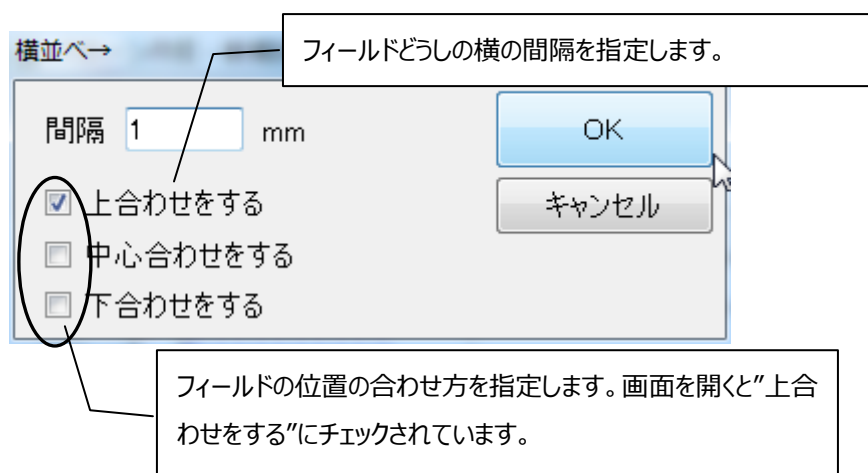 フィールドどうしの横の間隔を指定します。
横並べ→
間隔 1 mm
OK
上合わせをする
キャンセル
中心合わせをする
下合わせをする
フィールドの位置の合わせ方を指定します。画面を開くと”上合
わせをする”にチェックされています。